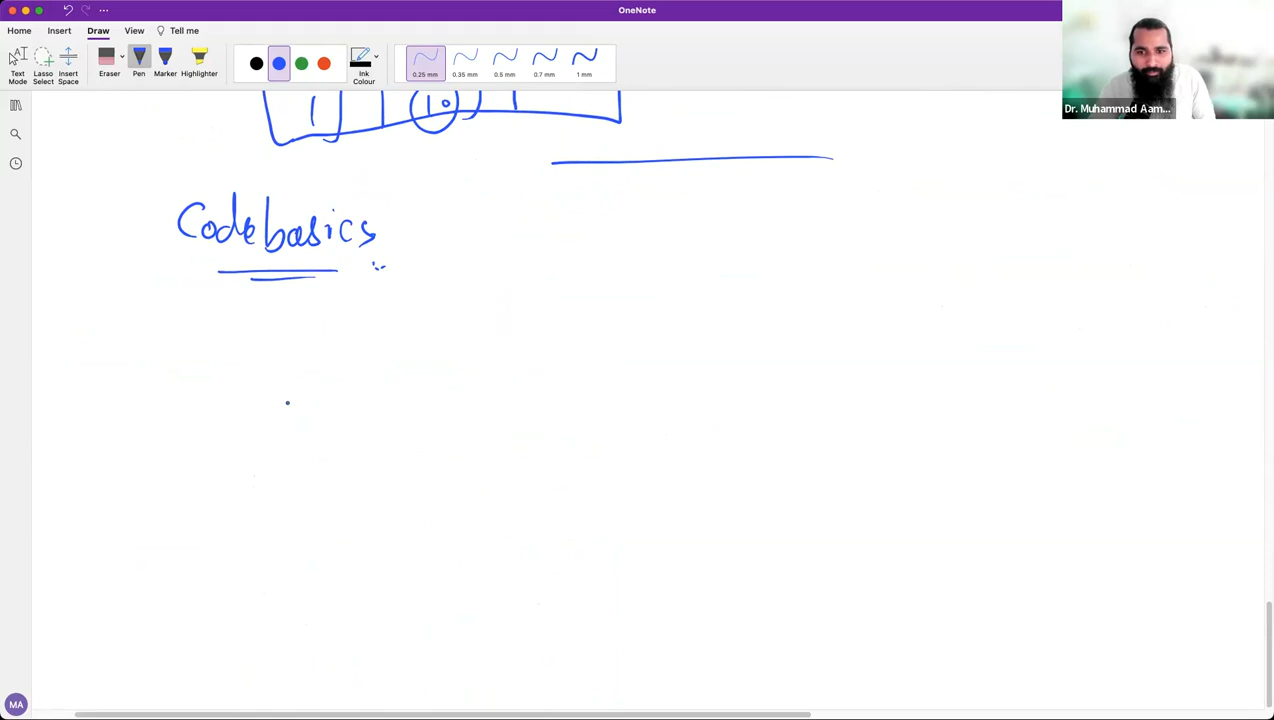 OneNote
Home Insert Draw View Tell me
Text Mode
Lasso Select
Insert Space
Eraser
Pen
Marker
Highlighter
Ink Colour
0.25 mm 0.35 mm 0.5 mm 0.7 mm 1 mm
Dr. Muhammad Aam...
1 10
Codebasics
MA